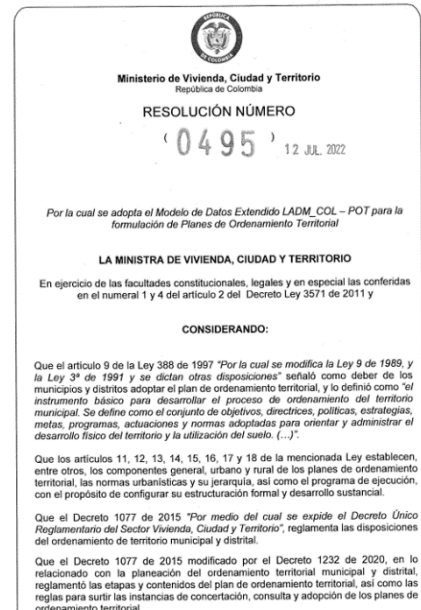 REPÚBLICA DE COLOMBIA
Ministerio de Vivienda, Ciudad y Territorio
República de Colombia
RESOLUCIÓN NÚMERO
( 0495 ) 12 JUL. 2022
Por la cual se adopta el Modelo de Datos Extendido LADM_COL – POT para la
formulación de Planes de Ordenamiento Territorial
LA MINISTRA DE VIVIENDA, CIUDAD Y TERRITORIO
En ejercicio de las facultades constitucionales, legales y en especial las conferidas
en el numeral 1 y 4 del artículo 2 del Decreto Ley 3571 de 2011 y
CONSIDERANDO:
Que el artículo 9 de la Ley 388 de 1997 "Por la cual se modifica la Ley 9 de 1989, y
la Ley 3ª de 1991 y se dictan otras disposiciones" señaló como deber de los
municipios y distritos adoptar el plan de ordenamiento territorial, y lo definió como "el
instrumento básico para desarrollar el proceso de ordenamiento del territorio
municipal. Se define como el conjunto de objetivos, directrices, políticas, estrategias,
metas, programas, actuaciones y normas adoptadas para orientar y administrar el
desarrollo físico del territorio y la utilización del suelo. (…)".
Que los artículos 11, 12, 13, 14, 15, 16, 17 y 18 de la mencionada Ley establecen,
entre otros, los componentes general, urbano y rural de los planes de ordenamiento
territorial, las normas urbanísticas y su jerarquía, así como el programa de ejecución,
con el propósito de configurar su estructuración formal y desarrollo sustancial.
Que el Decreto 1077 de 2015 "Por medio del cual se expide el Decreto Único
Reglamentario del Sector Vivienda, Ciudad y Territorio", reglamenta las disposiciones
del ordenamiento de territorio municipal y distrital.
Que el Decreto 1077 de 2015 modificado por el Decreto 1232 de 2020, en lo
relacionado con la planeación del ordenamiento territorial municipal y distrital,
reglamentó las etapas y contenidos del plan de ordenamiento territorial, así como las
reglas para surtir las instancias de concertación, consulta y adopción de los planes de
ordenamiento territorial